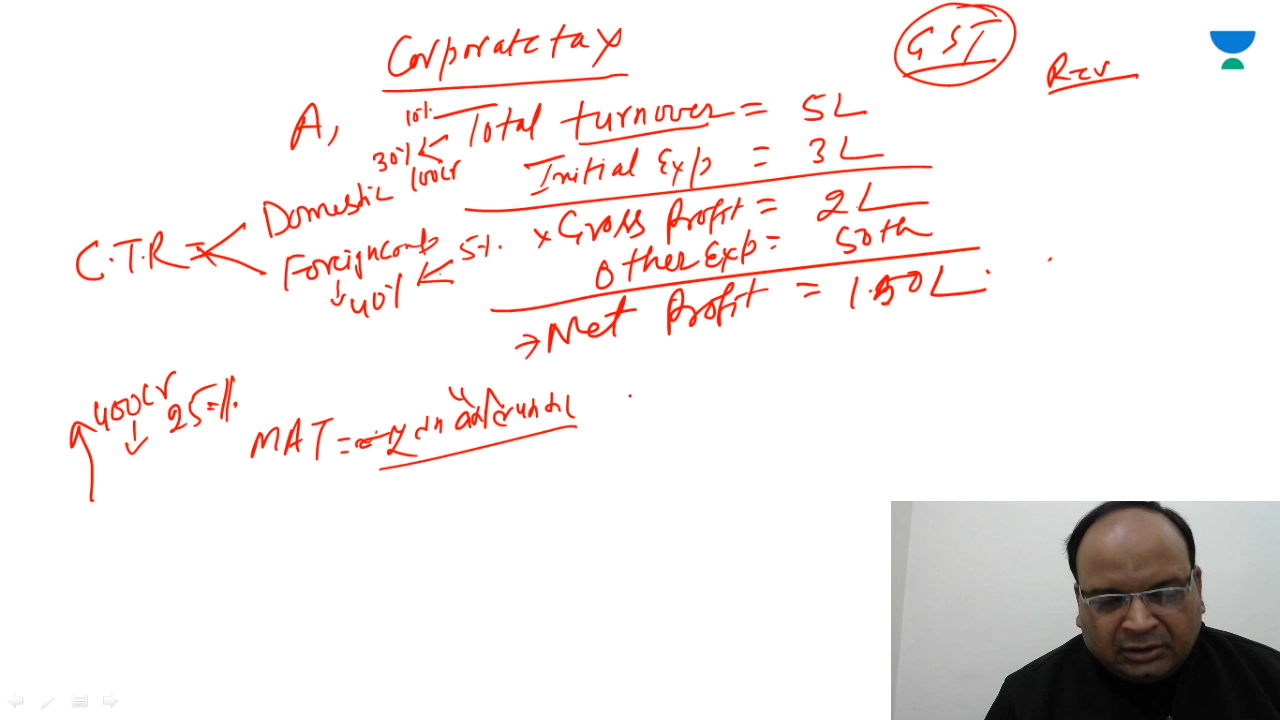 Corporate tax
GST
Rev
A,
10%
Total turnover = 5L
30%
100cr
Initial Exp = 3L
Domestic
C.T.R =
x Gross Profit = 2L
Foreign comp
5%
40%
Other Exp = 50th
→ Net Profit = 1.50L
400cr
25%
MAT =